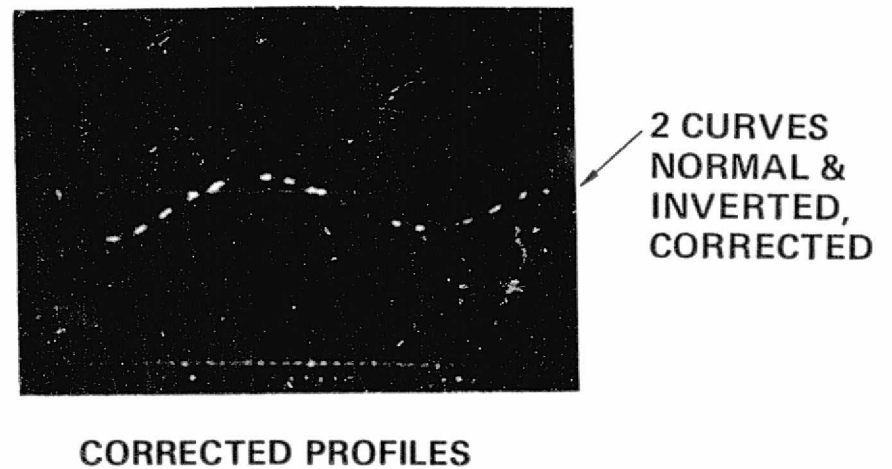 2 CURVES
NORMAL &
INVERTED,
CORRECTED
CORRECTED PROFILES